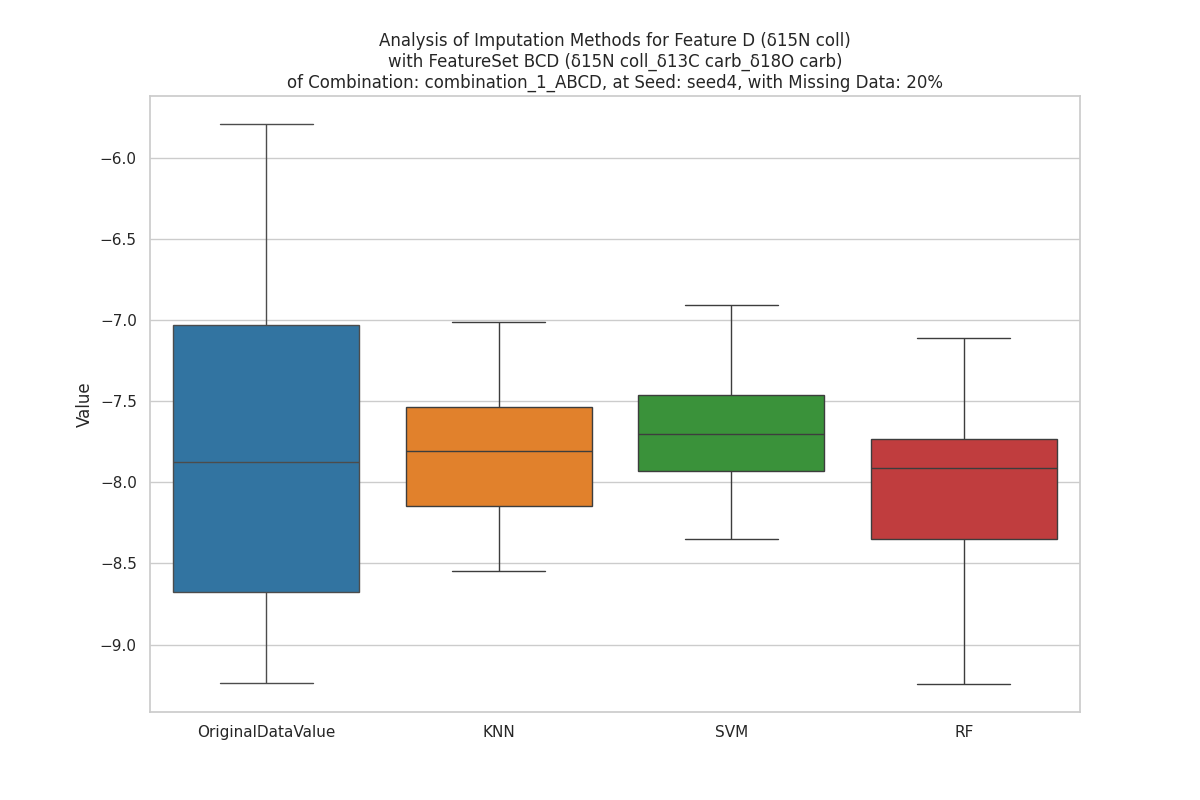 Analysis of Imputation Methods for Feature D (δ15N coll)
with FeatureSet BCD (δ15N coll_δ13C carb_δ18O carb)
of Combination: combination_1_ABCD, at Seed: seed4, with Missing Data: 20%
Value
−6.0
−6.5
−7.0
−7.5
−8.0
−8.5
−9.0
OriginalDataValue
KNN
SVM
RF